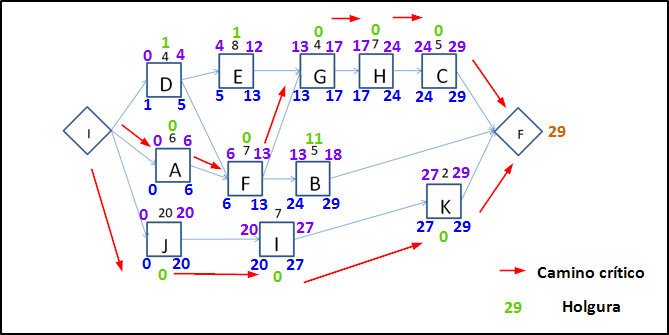 1 1 0 0 0
0 4 4 4 8 12 13 4 17 17 7 24 24 5 29
D E G H C
1 5 5 13 13 17 17 24 24 29
I F 29
0 0 11
0 6 6 6 7 13 13 5 18
A F B
0 6 6 13 24 29
27 2 29
K
27 29
0
0 20 20 7
20 27
J I
0 20 20 27
0 0
Camino crítico
29 Holgura